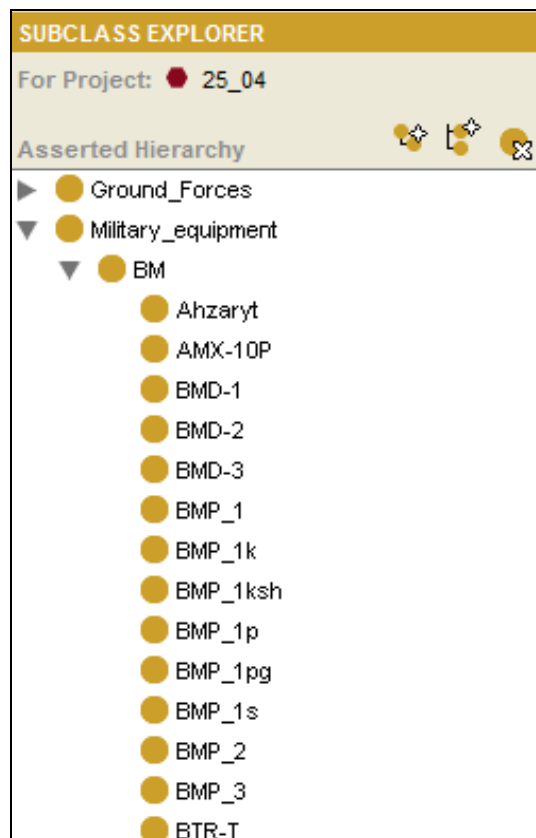 SUBCLASS EXPLORER
For Project: 25_04
Asserted Hierarchy
Ground_Forces
Military_equipment
BM
Ahzaryt
AMX-10P
BMD-1
BMD-2
BMD-3
BMP_1
BMP_1k
BMP_1ksh
BMP_1p
BMP_1pg
BMP_1s
BMP_2
BMP_3
BTR-T